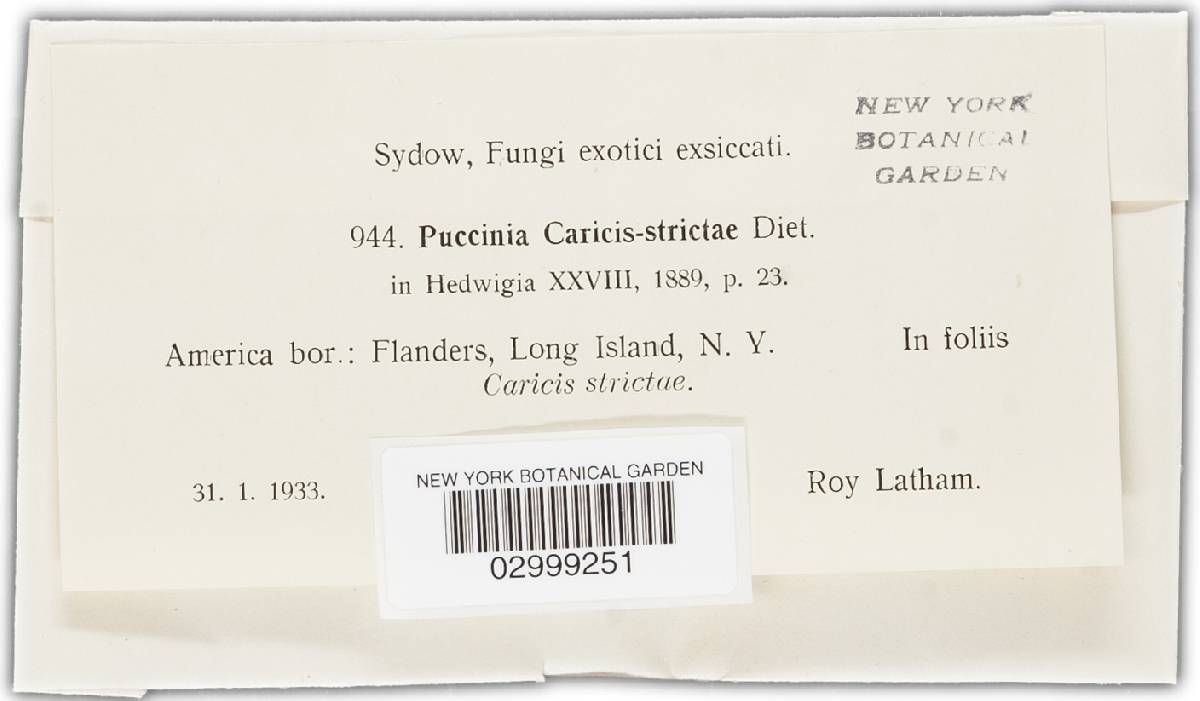 NEW YORK
BOTANICAL
GARDEN
Sydow, Fungi exotici exsiccati.
944. Puccinia Caricis-strictae Diet.
in Hedwigia XXVIII, 1889, p. 23.
America bor.: Flanders, Long Island, N. Y. In foliis
Caricis strictae.
31. 1. 1933. Roy Latham.
NEW YORK BOTANICAL GARDEN
02999251